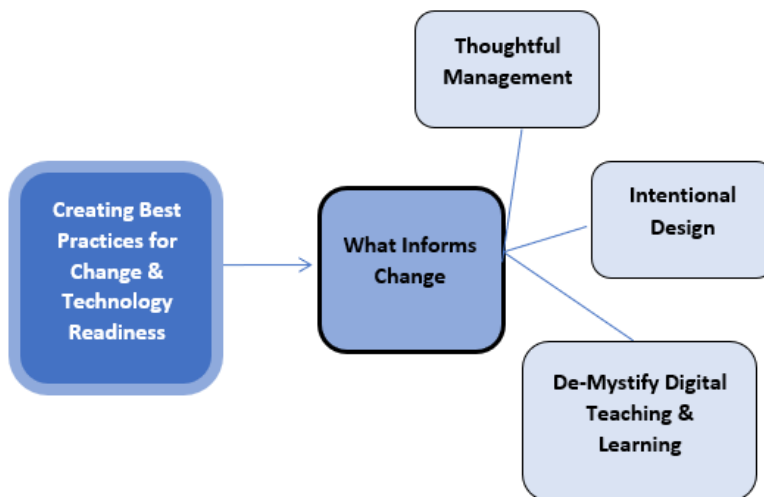 Thoughtful
Management
Intentional
Design
Creating Best
Practices for
Change &
Technology
Readiness
What Informs
Change
De-Mystify Digital
Teaching &
Learning